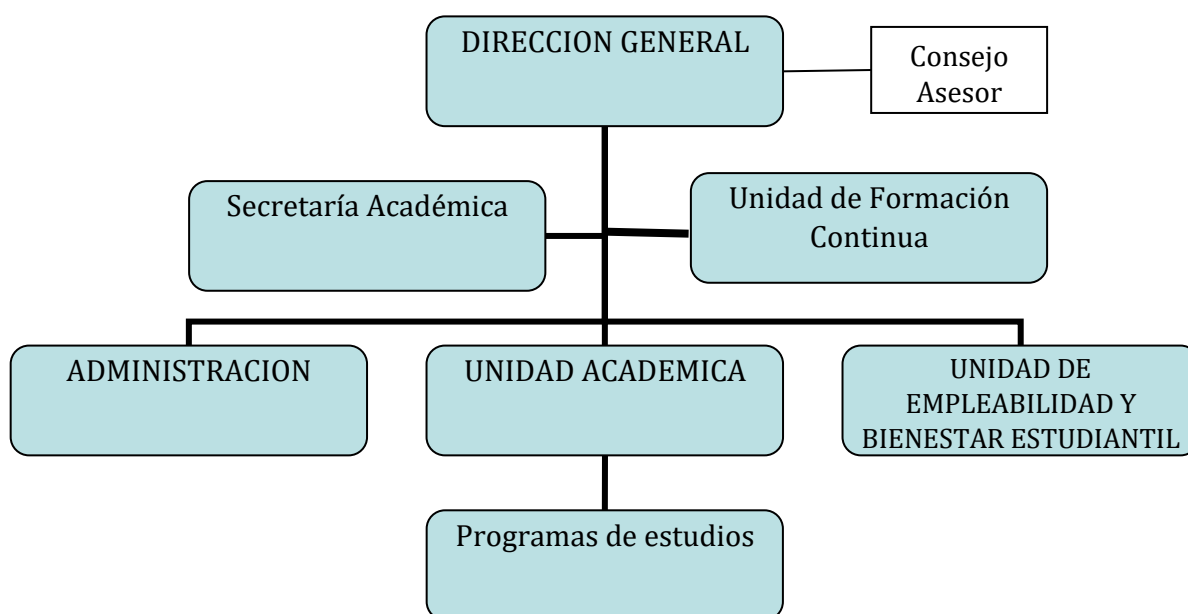 DIRECCION GENERAL
Consejo
Asesor
Secretaría Académica
Unidad de Formación
Continua
ADMINISTRACION
UNIDAD ACADEMICA
UNIDAD DE
EMPLEABILIDAD Y
BIENESTAR ESTUDIANTIL
Programas de estudios